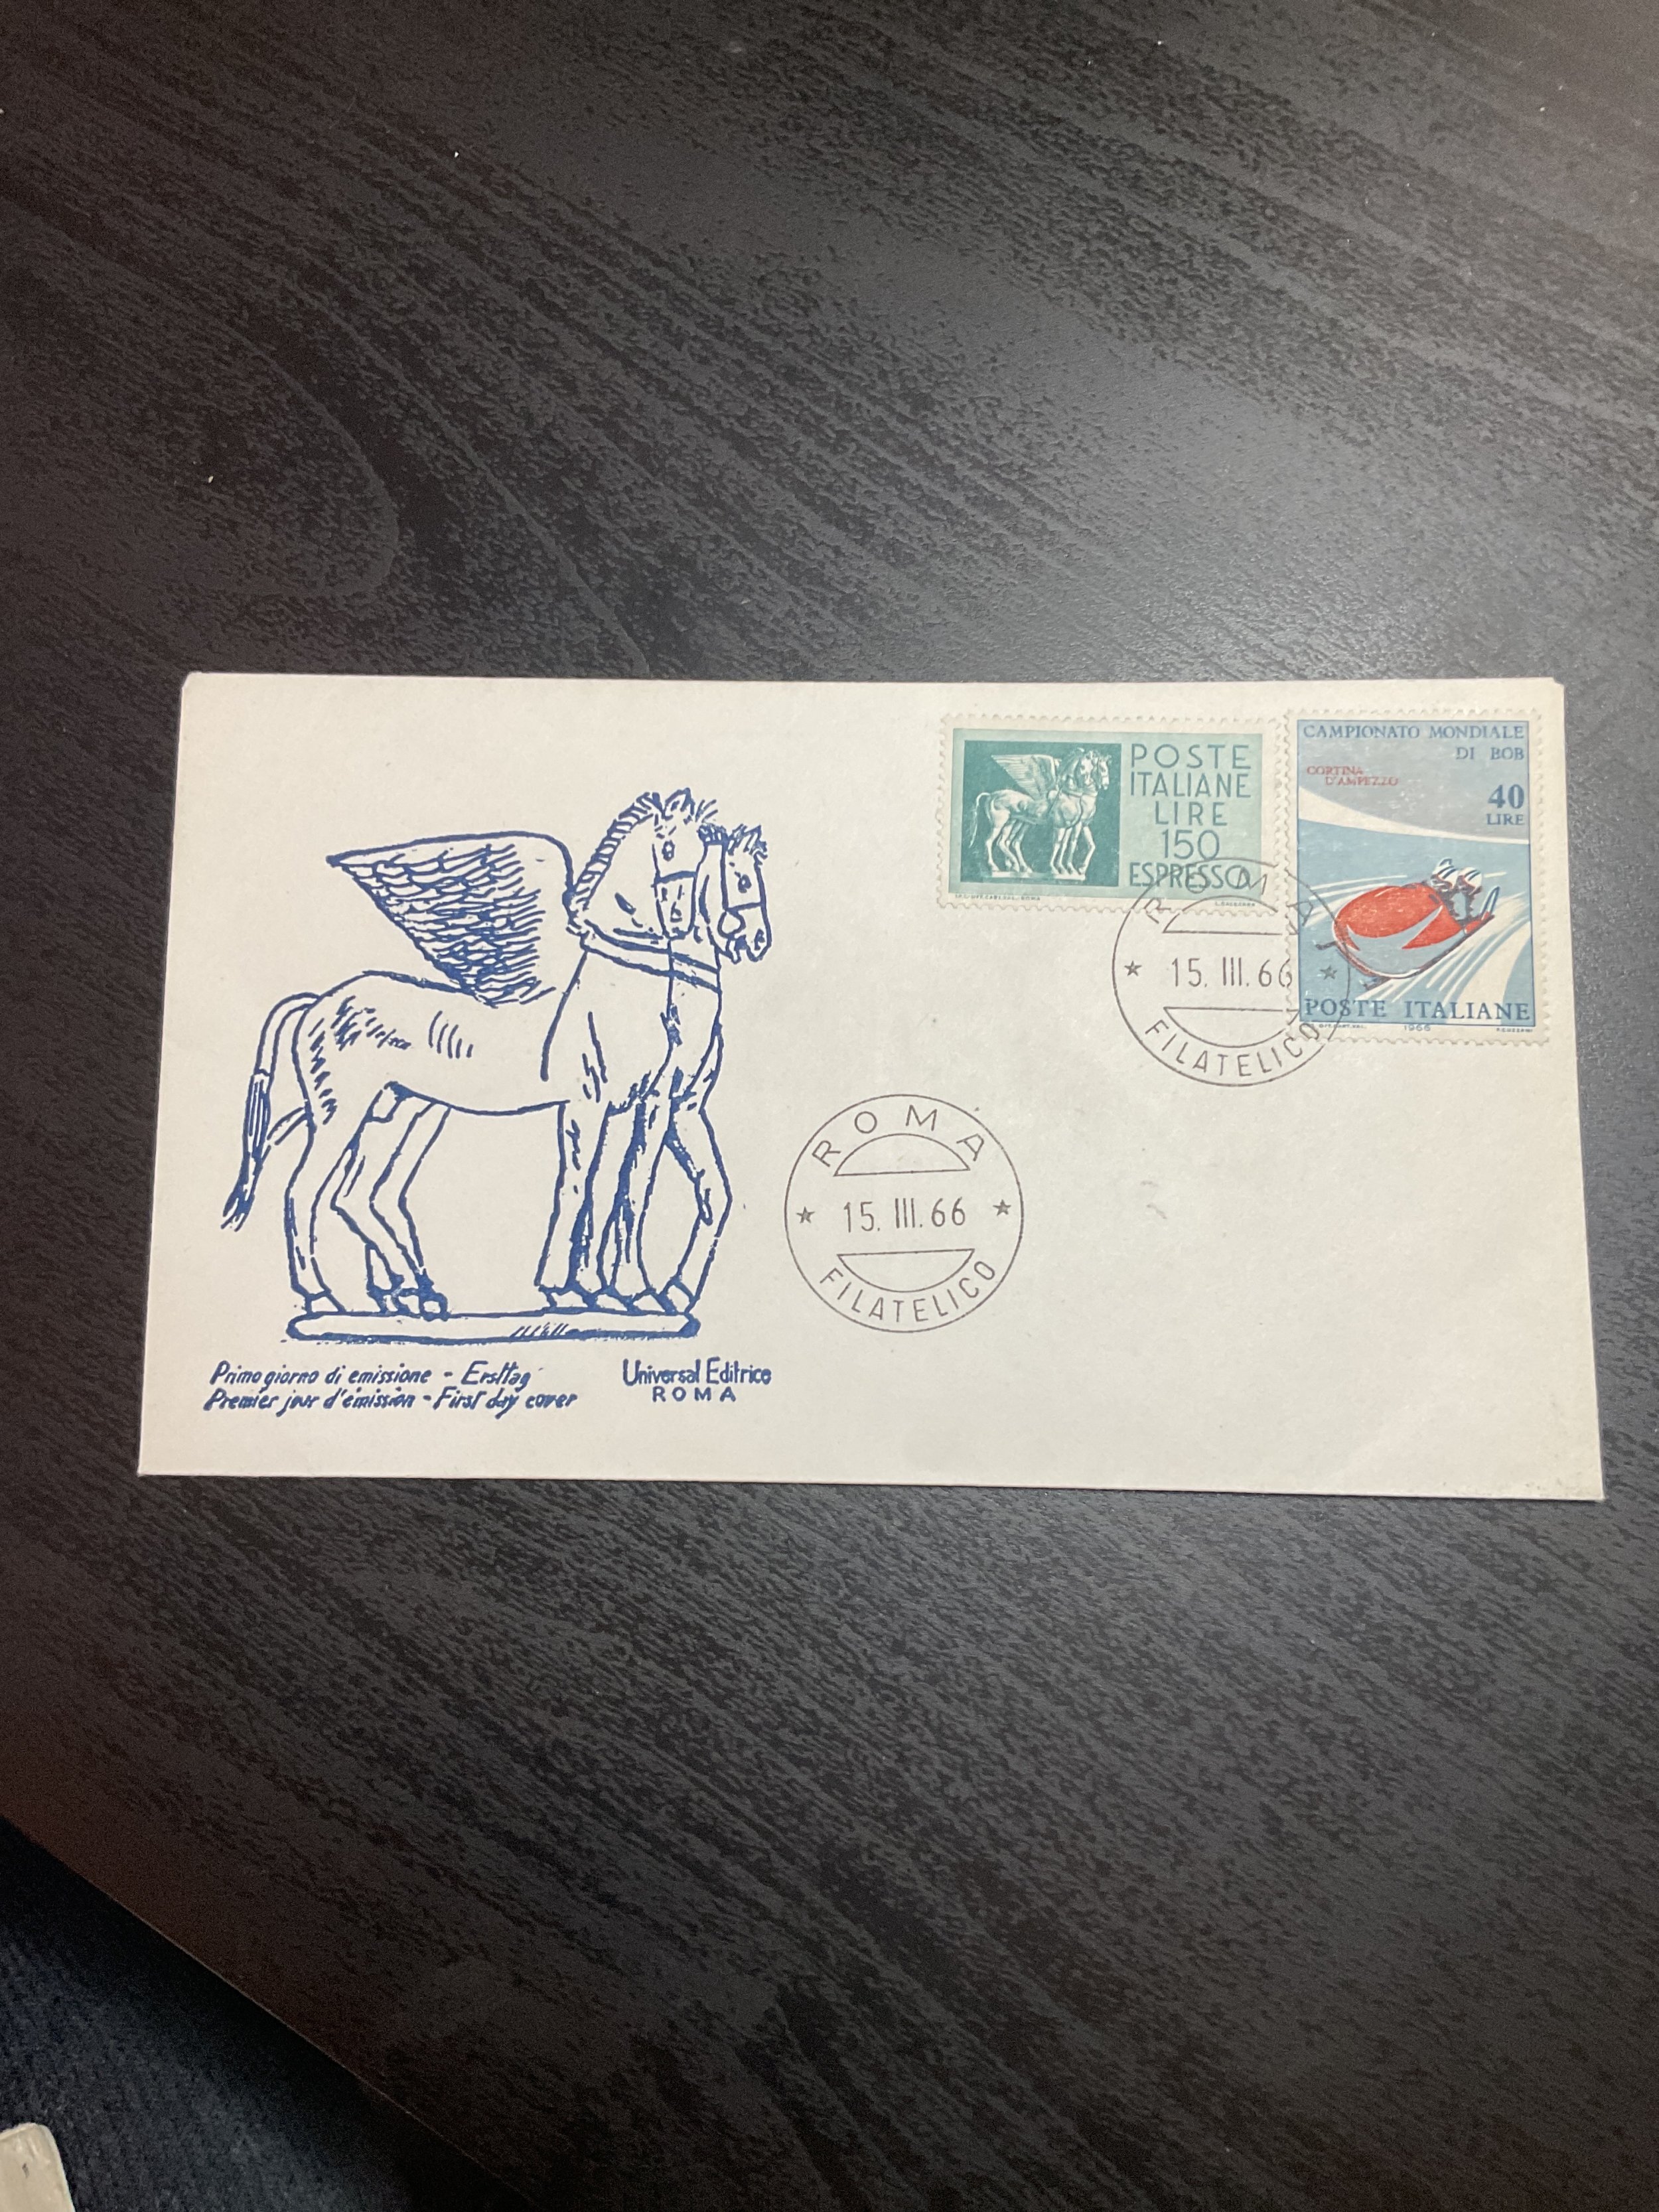 POSTE
ITALIANE
LIRE
150
ESPRESSO
CAMPIONATO MONDIALE
DI BOB
CORTINA
D'AMPEZZO
40
LIRE
POSTE ITALIANE
1966
ROMA
15. III. 66
FILATELICO
ROMA
15. III. 66
FILATELICO
Primo giorno di emissione - Ersttag
Premier jour d'émission - First day cover
Universal Editrice
ROMA